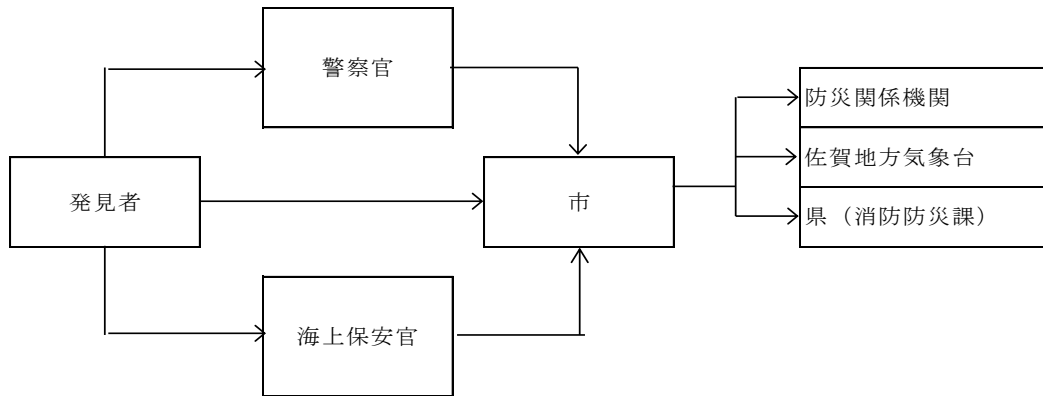 警察官
防災関係機関
佐賀地方気象台
発見者
市
県（消防防災課）
海上保安官